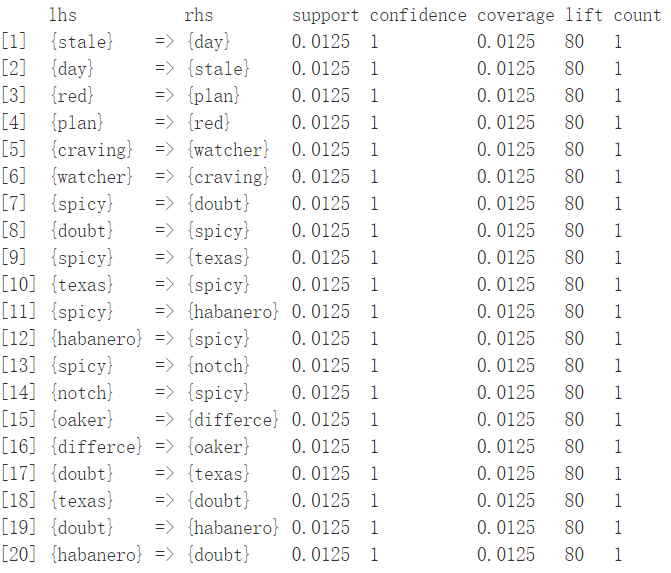 lhs rhs support confidence coverage lift count
[1] {stale} => {day} 0.0125 1 0.0125 80 1
[2] {day} => {stale} 0.0125 1 0.0125 80 1
[3] {red} => {plan} 0.0125 1 0.0125 80 1
[4] {plan} => {red} 0.0125 1 0.0125 80 1
[5] {craving} => {watcher} 0.0125 1 0.0125 80 1
[6] {watcher} => {craving} 0.0125 1 0.0125 80 1
[7] {spicy} => {doubt} 0.0125 1 0.0125 80 1
[8] {doubt} => {spicy} 0.0125 1 0.0125 80 1
[9] {spicy} => {texas} 0.0125 1 0.0125 80 1
[10] {texas} => {spicy} 0.0125 1 0.0125 80 1
[11] {spicy} => {habanero} 0.0125 1 0.0125 80 1
[12] {habanero} => {spicy} 0.0125 1 0.0125 80 1
[13] {spicy} => {notch} 0.0125 1 0.0125 80 1
[14] {notch} => {spicy} 0.0125 1 0.0125 80 1
[15] {oaker} => {differce} 0.0125 1 0.0125 80 1
[16] {differce} => {oaker} 0.0125 1 0.0125 80 1
[17] {doubt} => {texas} 0.0125 1 0.0125 80 1
[18] {texas} => {doubt} 0.0125 1 0.0125 80 1
[19] {doubt} => {habanero} 0.0125 1 0.0125 80 1
[20] {habanero} => {doubt} 0.0125 1 0.0125 80 1